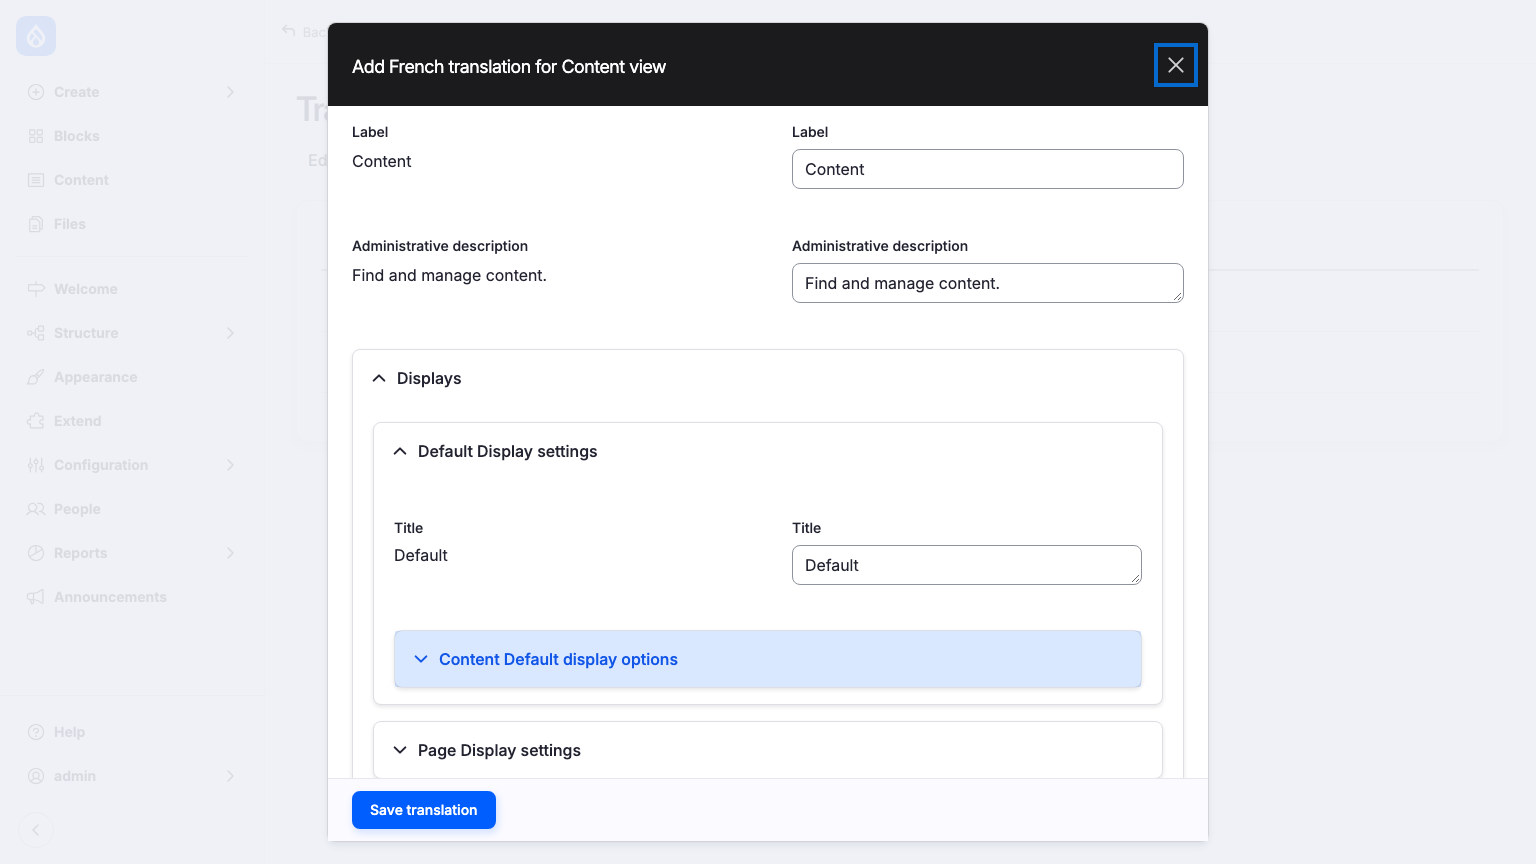 Create
Blocks
Content
Files
Welcome
Structure
Appearance
Extend
Configuration
People
Reports
Announcements
Help
admin
Add French translation for Content view
Label
Content
Label
Content
Administrative description
Find and manage content.
Administrative description
Find and manage content.
Displays
Default Display settings
Title
Default
Title
Default
Content Default display options
Page Display settings
Save translation